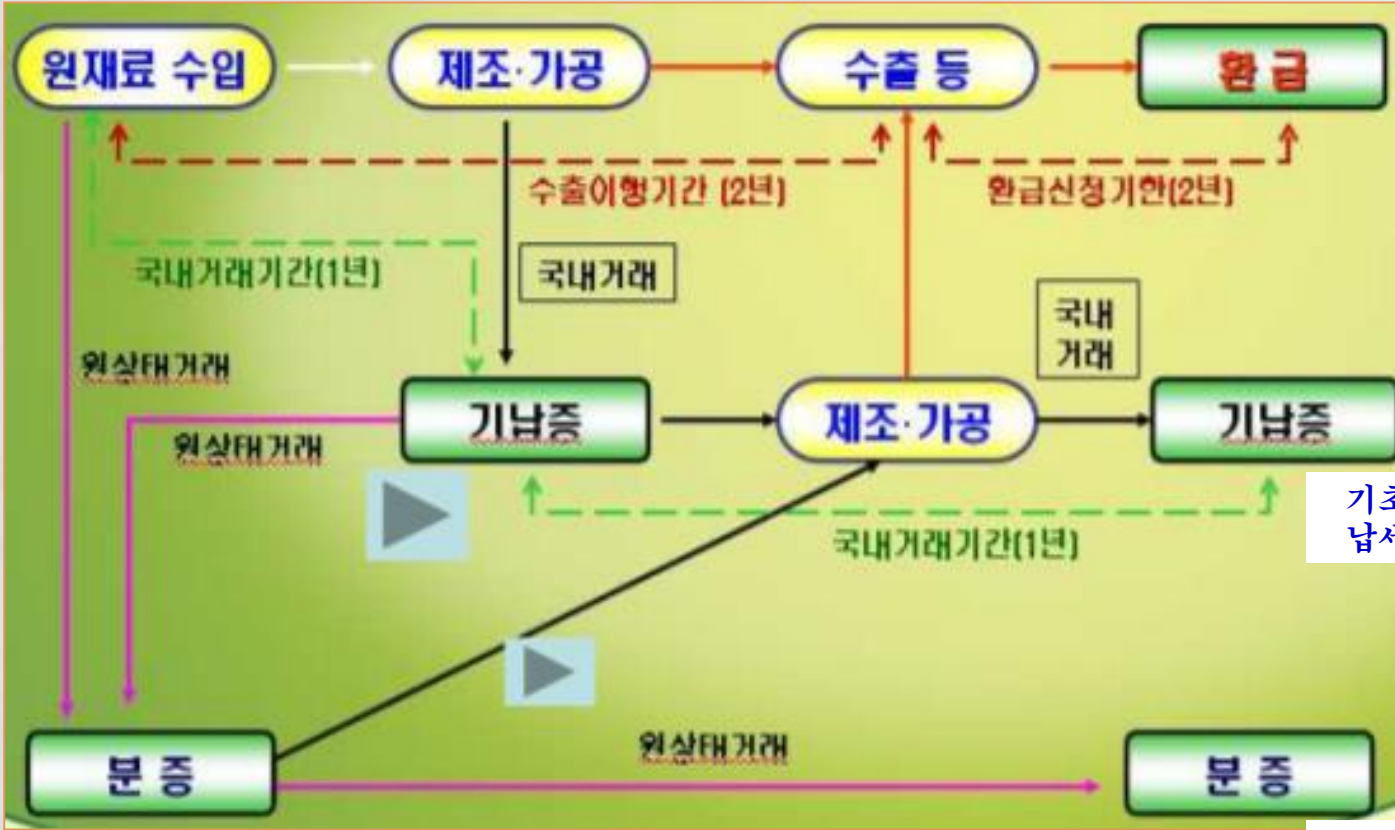 원재료 수입
제조·가공
수출 등
환 급
수출이행기간 (2년)
환급신청기한(2년)
국내거래기간(1년)
국내거래
국내
거래
원상태거래
기납증
제조·가공
기납증
원상태거래
국내거래기간(1년)
기초
원상태거래
분 증
분 증